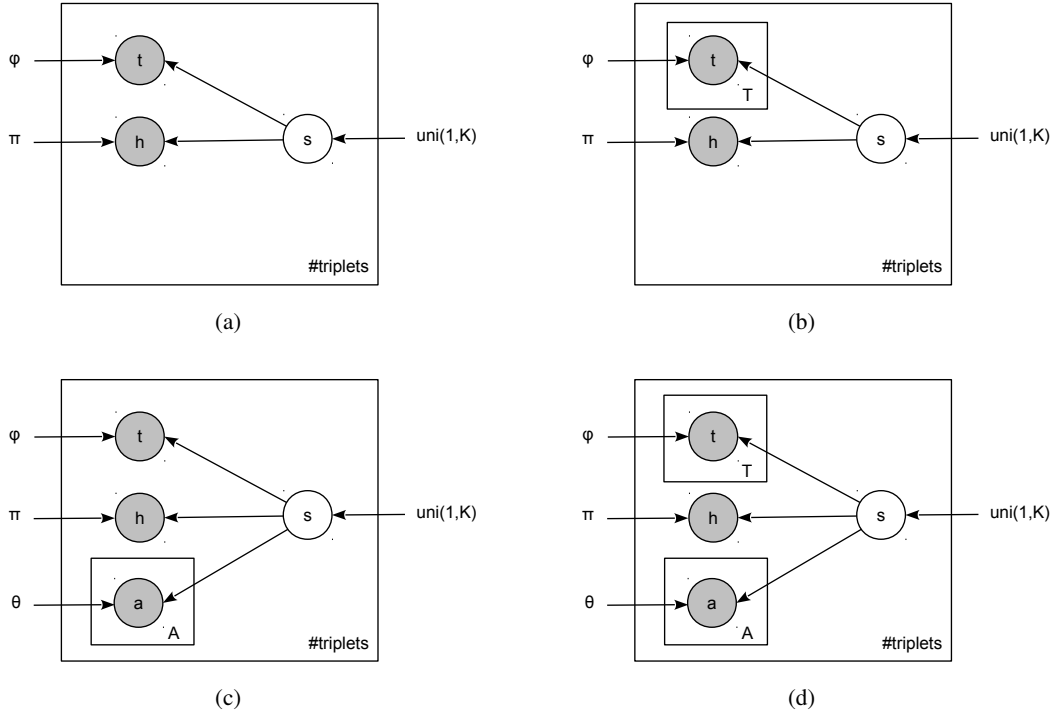 φ
t
π
h
s
uni(1,K)
#triplets
(a)
φ
t
T
π
h
s
uni(1,K)
#triplets
(b)
φ
t
π
h
s
uni(1,K)
θ
a
A
#triplets
(c)
φ
t
T
π
h
s
uni(1,K)
θ
a
A
#triplets
(d)